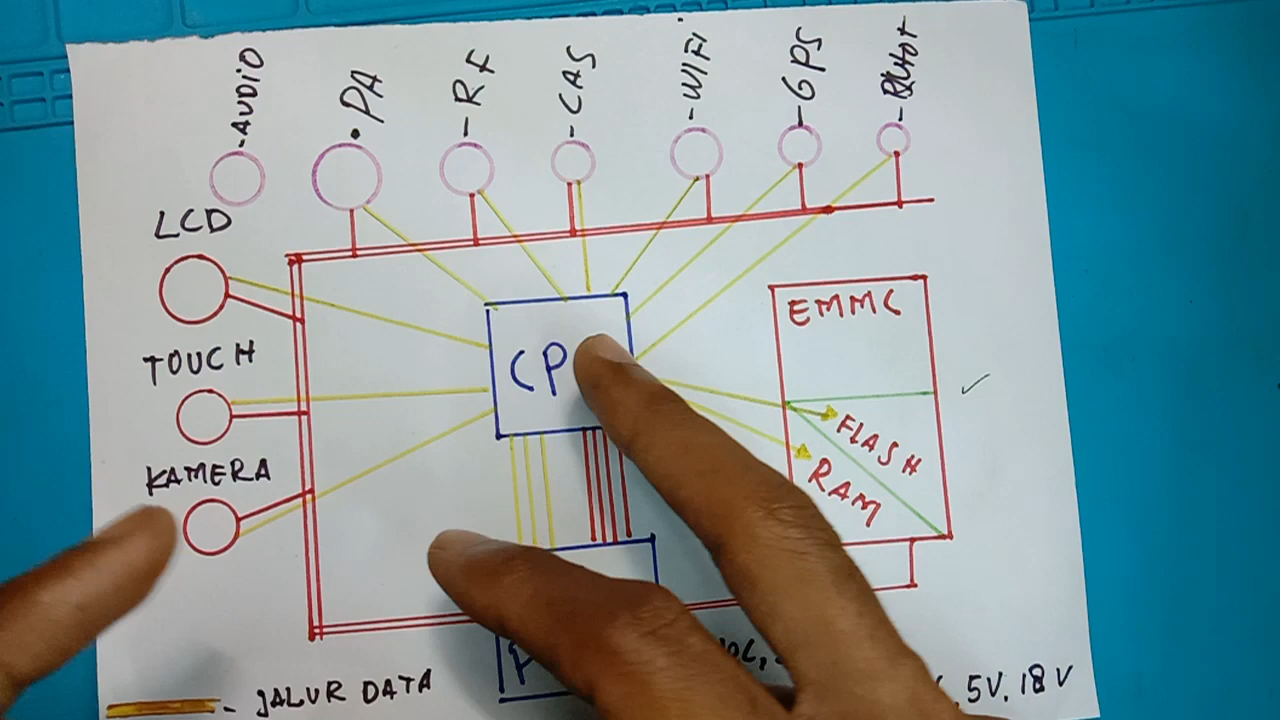 AUDIO
PA
RF
CAS
WIFI
GPS
LCD
TOUCH
KAMERA
CP
EMMC
FLASH
RAM
P
5V, 18V
JALUR DATA